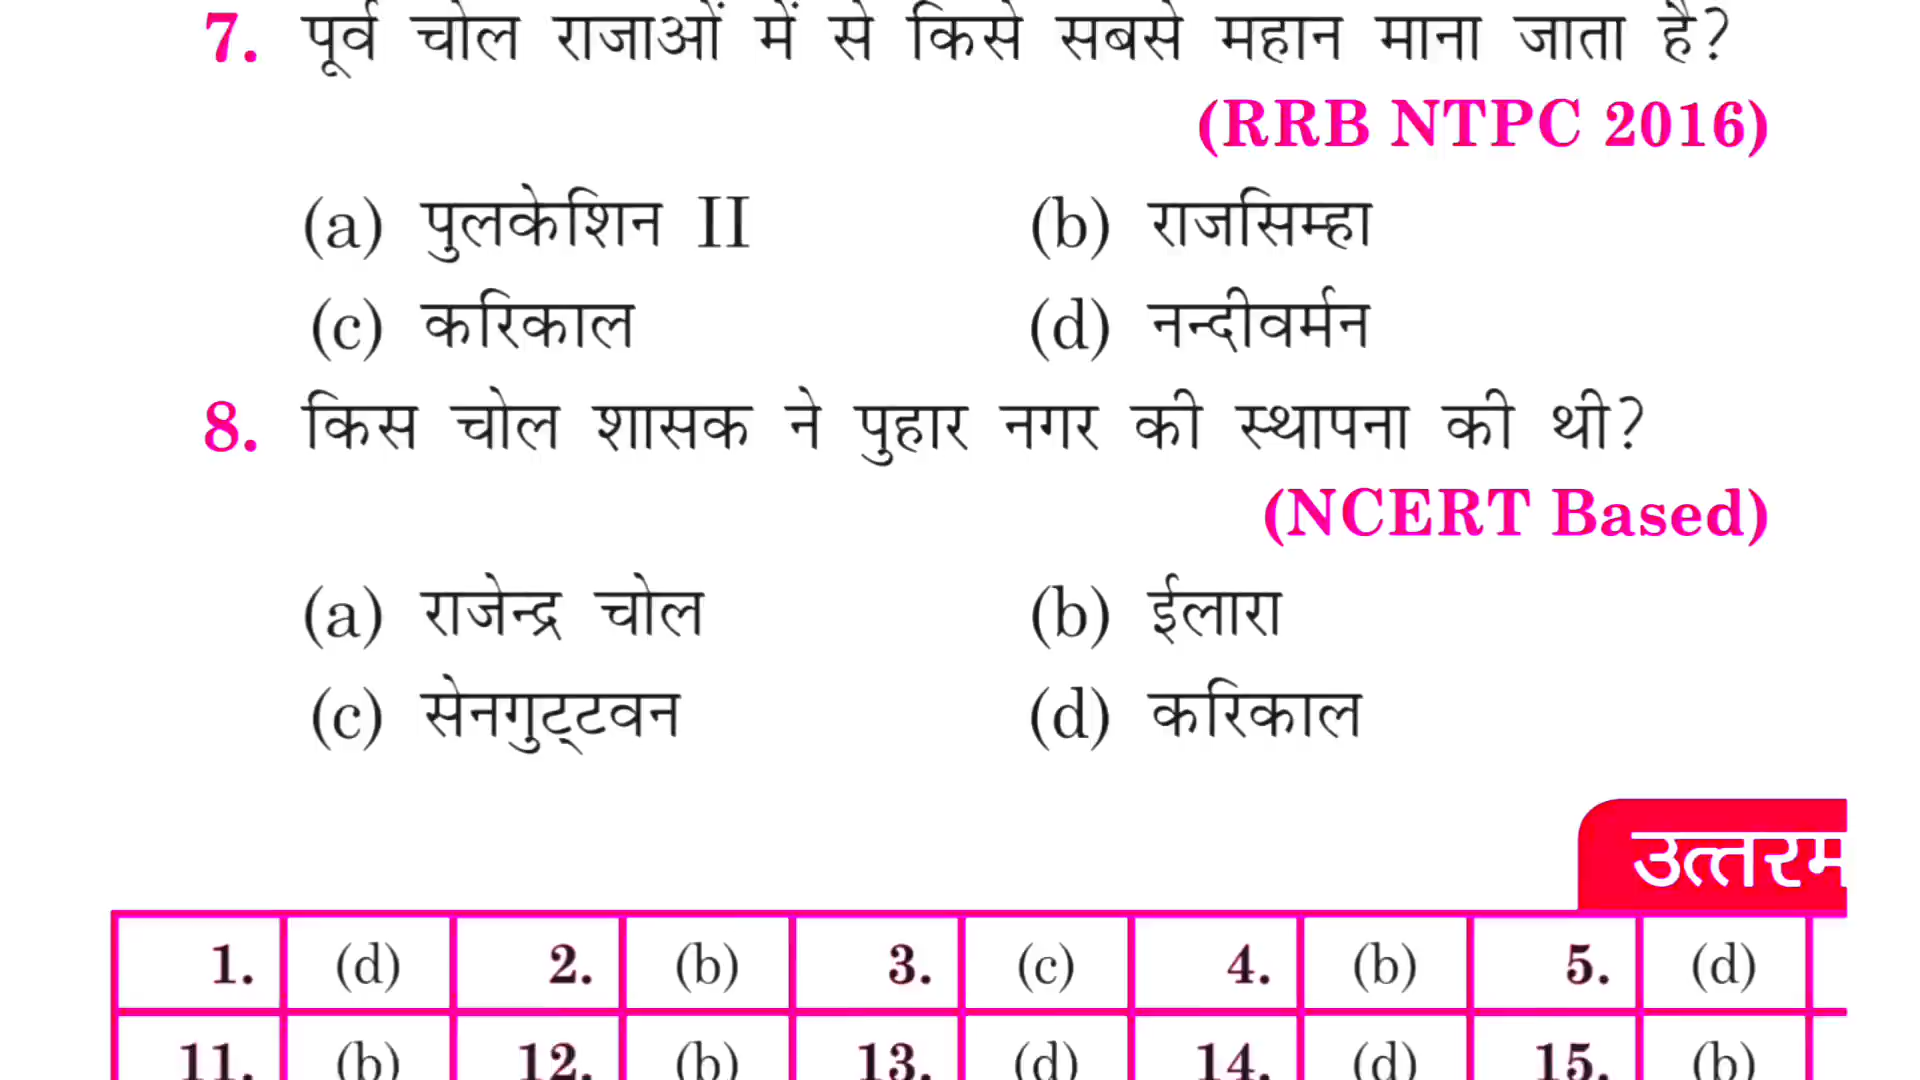 7. पूर्व चोल राजाओं में से किसे सबसे महान माना जाता है?
(RRB NTPC 2016)
(a) पुलकेशिन II (b) राजसिम्हा
(c) करिकाल (d) नन्दीवर्मन
8. किस चोल शासक ने पुहार नगर की स्थापना की थी?
(NCERT Based)
(a) राजेन्द्र चोल (b) ईलारा
(c) सेनगुट्टवन (d) करिकाल
उत्तरम
1. (d) 2. (b) 3. (c) 4. (b) 5. (d)
11. (b) 12. (b) 13. (d) 14. (d) 15. (b)